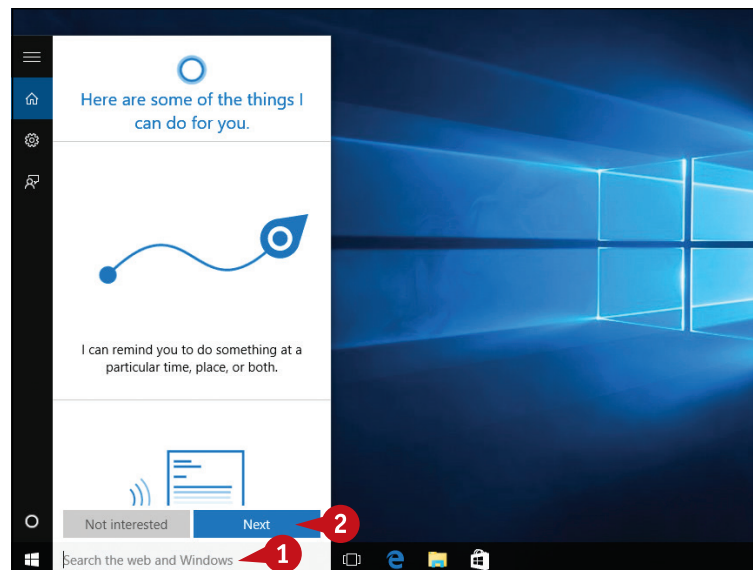 Here are some of the things I
can do for you.
I can remind you to do something at a
particular time, place, or both.
Not interested
Next
2
Search the web and Windows
1